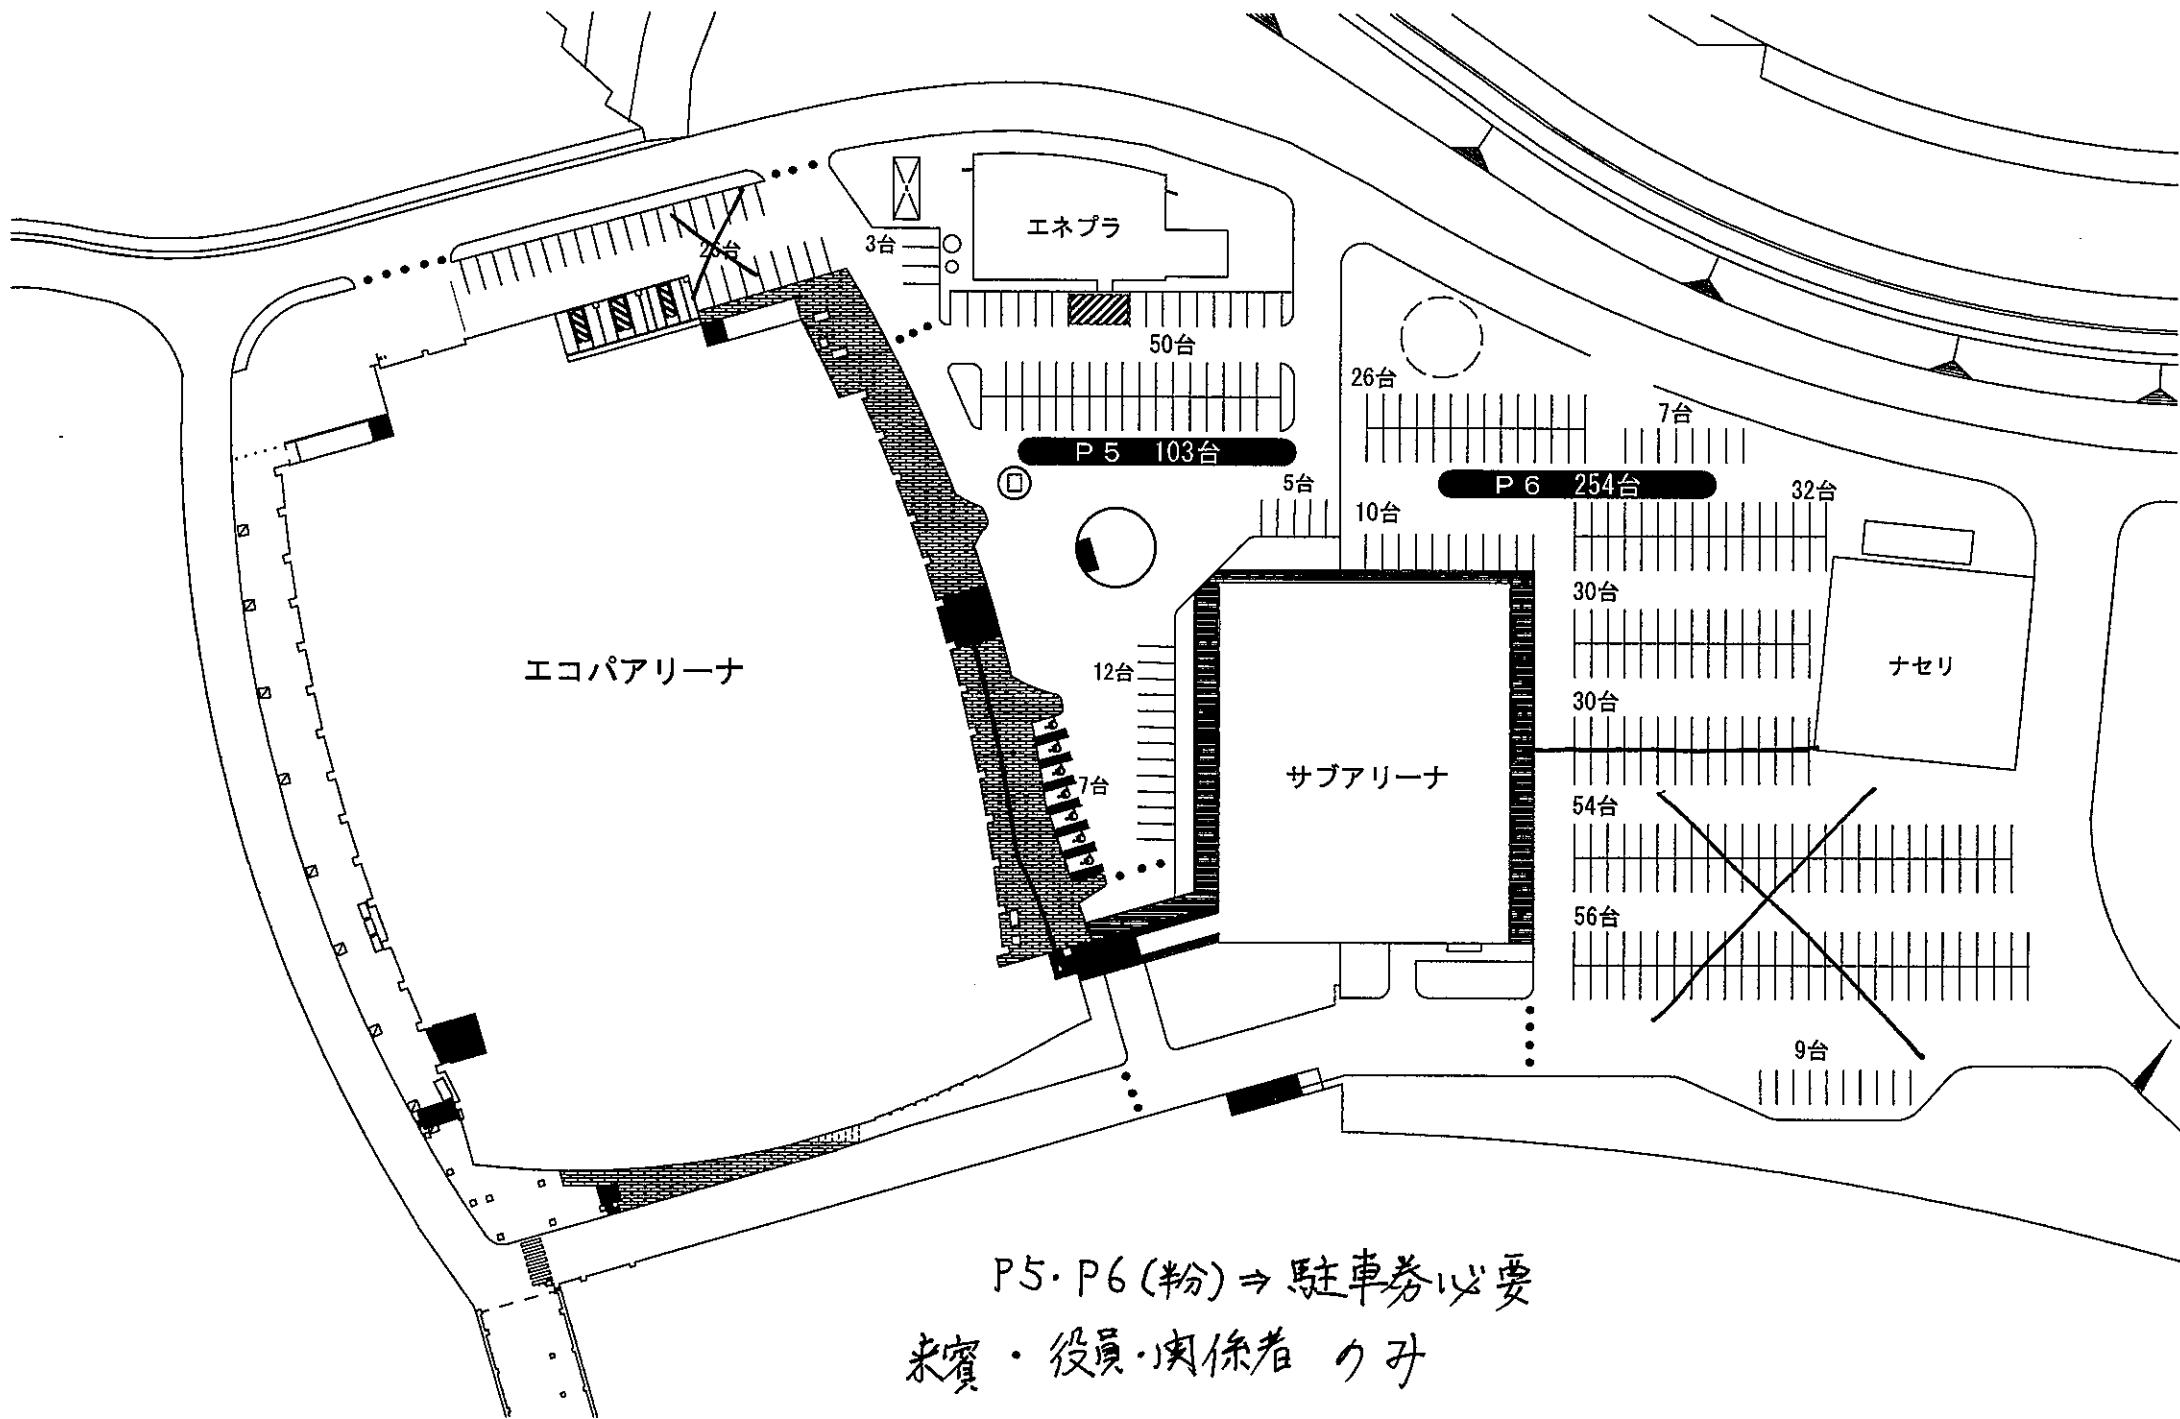 エネプラ
3台
50台
26台
7台
P5 103台
P6 254台
5台
10台
32台
30台
エコパアリーナ
12台
ナセリ
30台
サブアリーナ
7台
54台
56台
9台
P5・P6(粉)⇒駐車券必要
来賓・役員・関係者 のみ